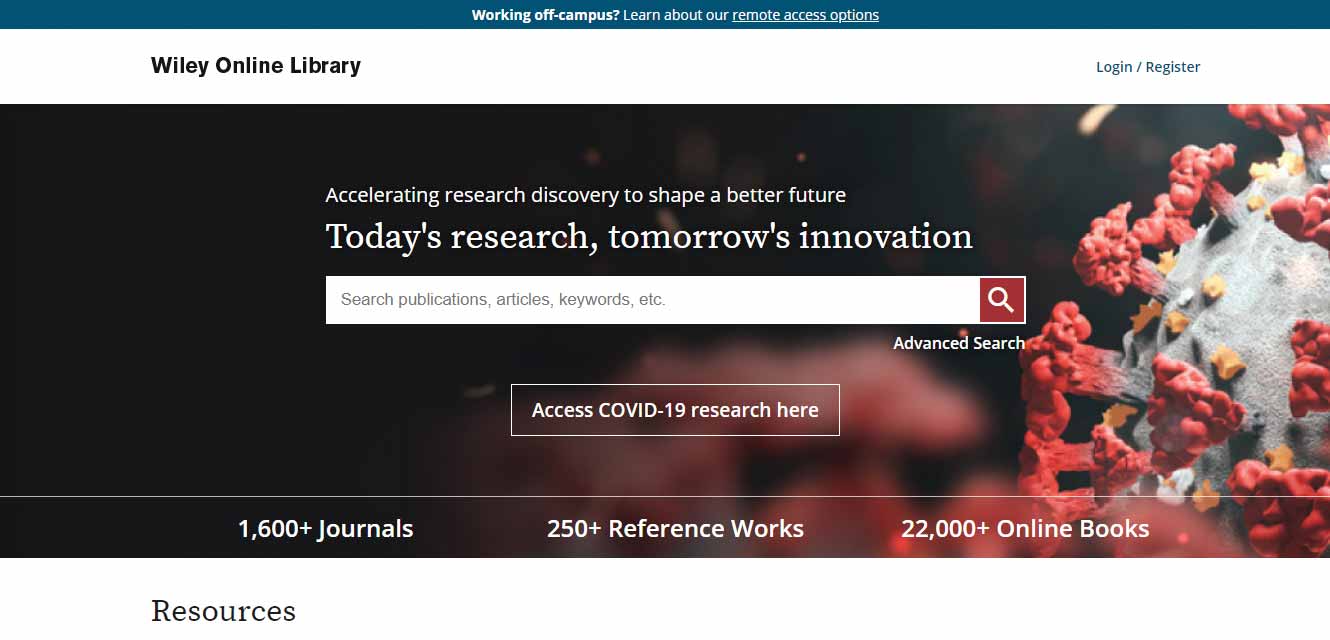 Working off-campus? Learn about our remote access options
Wiley Online Library
Login / Register
Accelerating research discovery to shape a better future
Today's research, tomorrow's innovation
Search publications, articles, keywords, etc.
Advanced Search
Access COVID-19 research here
1,600+ Journals
250+ Reference Works
22,000+ Online Books
Resources